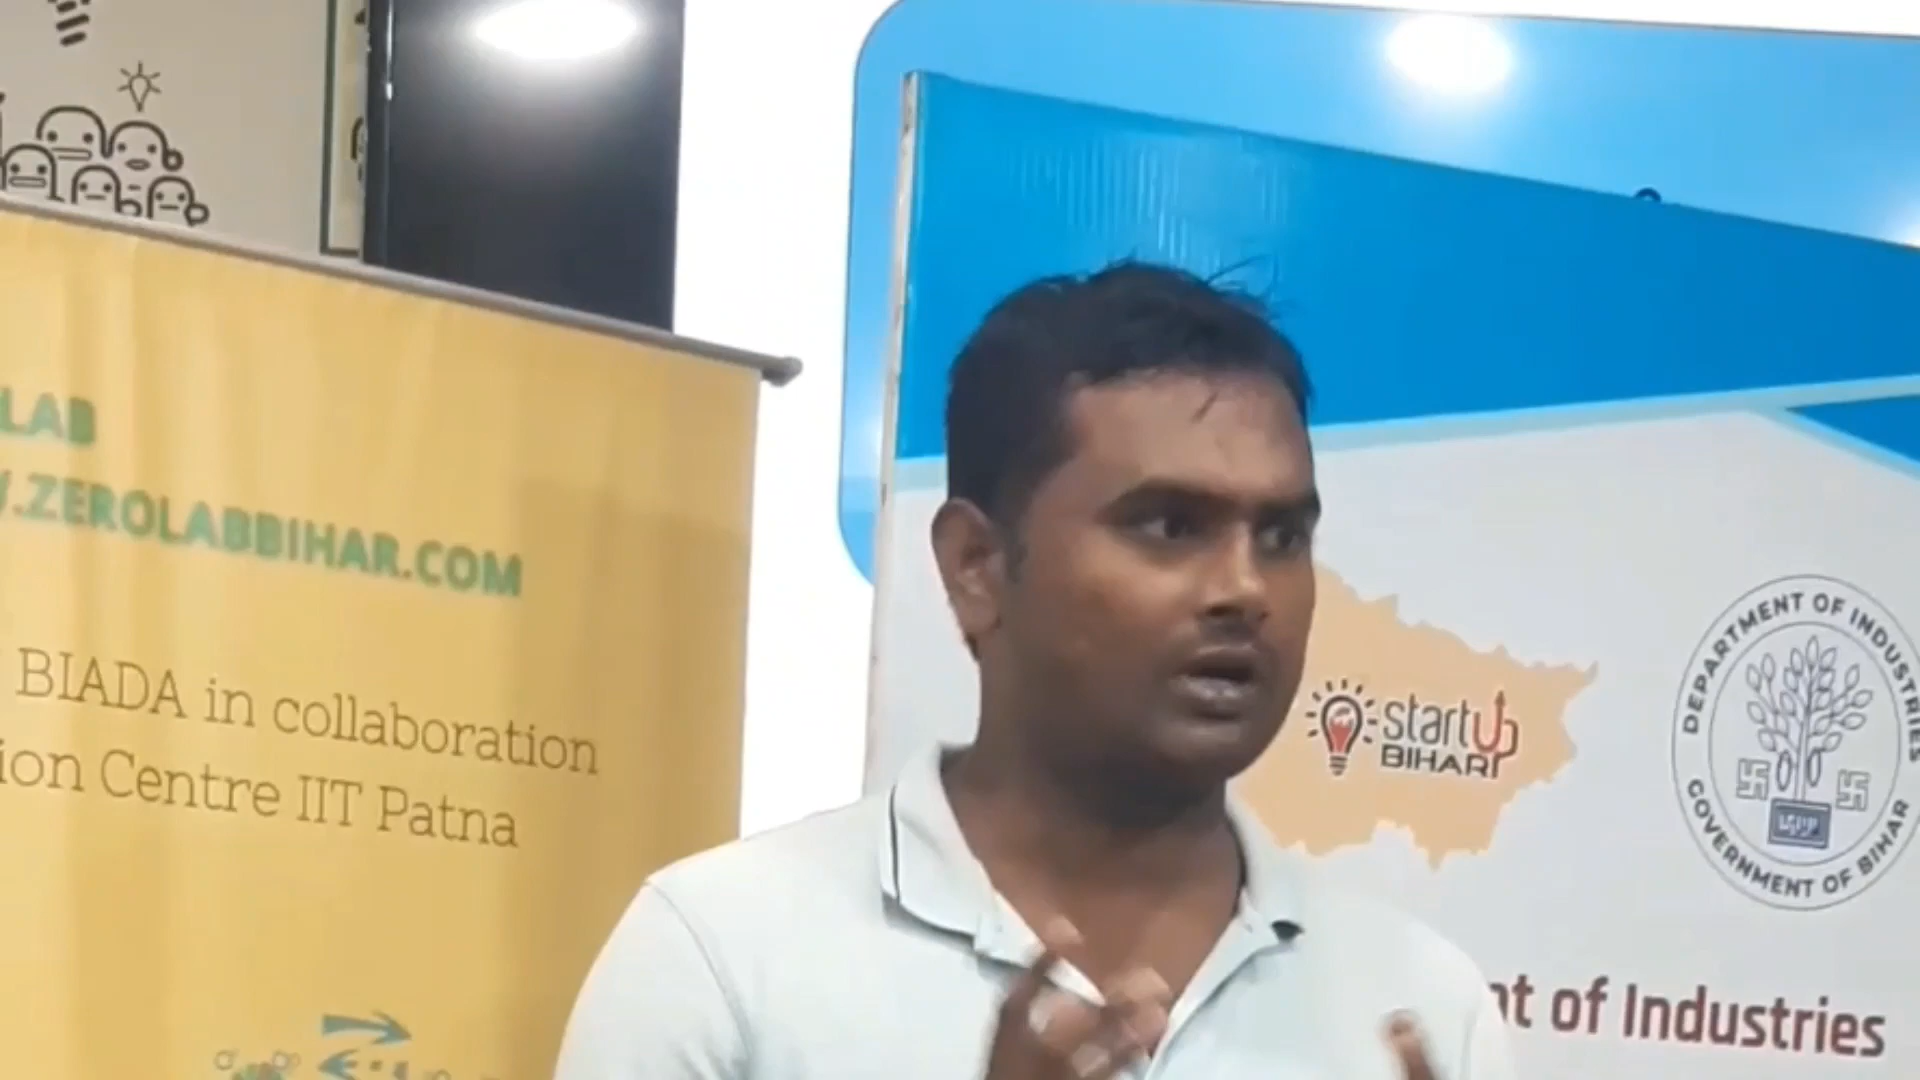 LAB
.ZEROLABBIHAR.COM
BIADA in collaboration
ion Centre IIT Patna
startUp
BIHAR
DEPARTMENT OF INDUSTRIES
GOVERNMENT OF BIHAR
nt of Industries